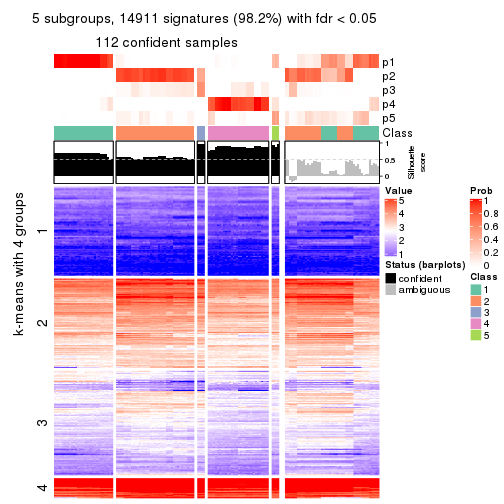 5 subgroups, 14911 signatures (98.2%) with fdr < 0.05
112 confident samples
p1
p2
p3
p4
p5
Class
1
0.5
0
Silhouette
score
k-means with 4 groups
1
2
3
4
Value
5
4
3
2
1
Status (barplots)
confident
ambiguous
Prob
1
0.8
0.6
0.4
0.2
0
Class
1
2
3
4
5